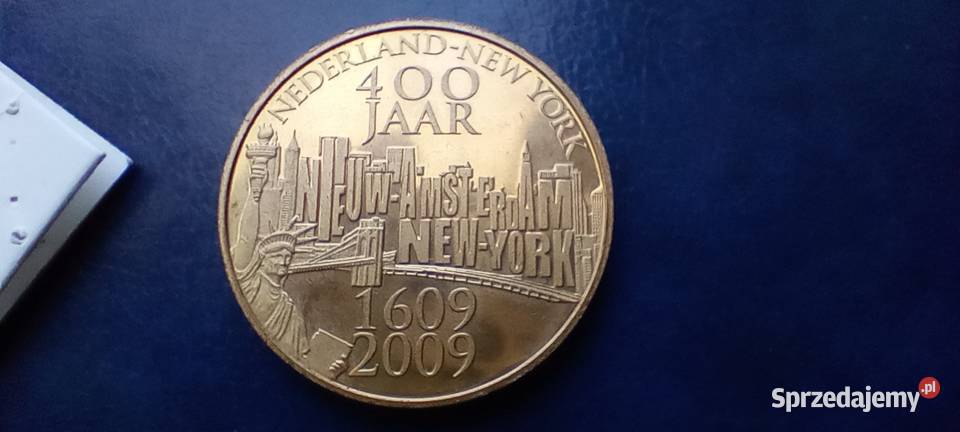 NEDERLAND-NEW YORK
400
JAAR
NIEUW-AMSTERDAM
NEW-YORK
1609
2009
Sprzedajemy.pl